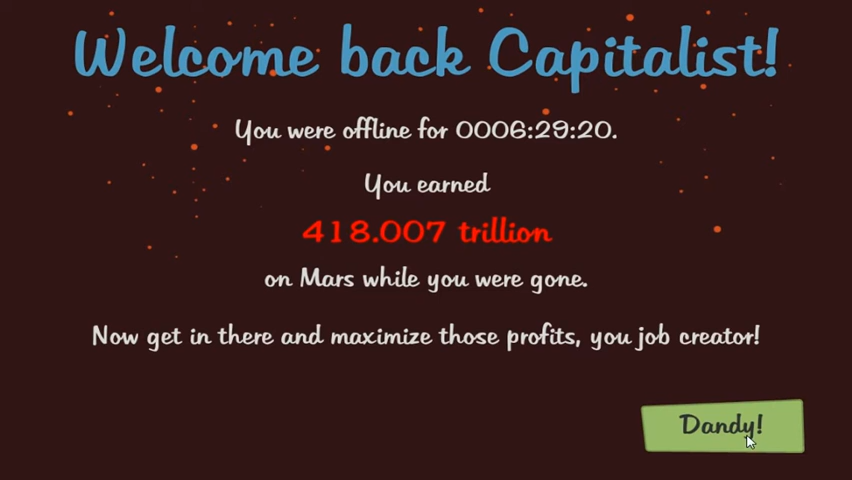 Welcome back Capitalist!
You were offline for 0006:29:20.
You earned
418.007 trillion
on Mars while you were gone.
Now get in there and maximize those profits, you job creator!
Dandy!